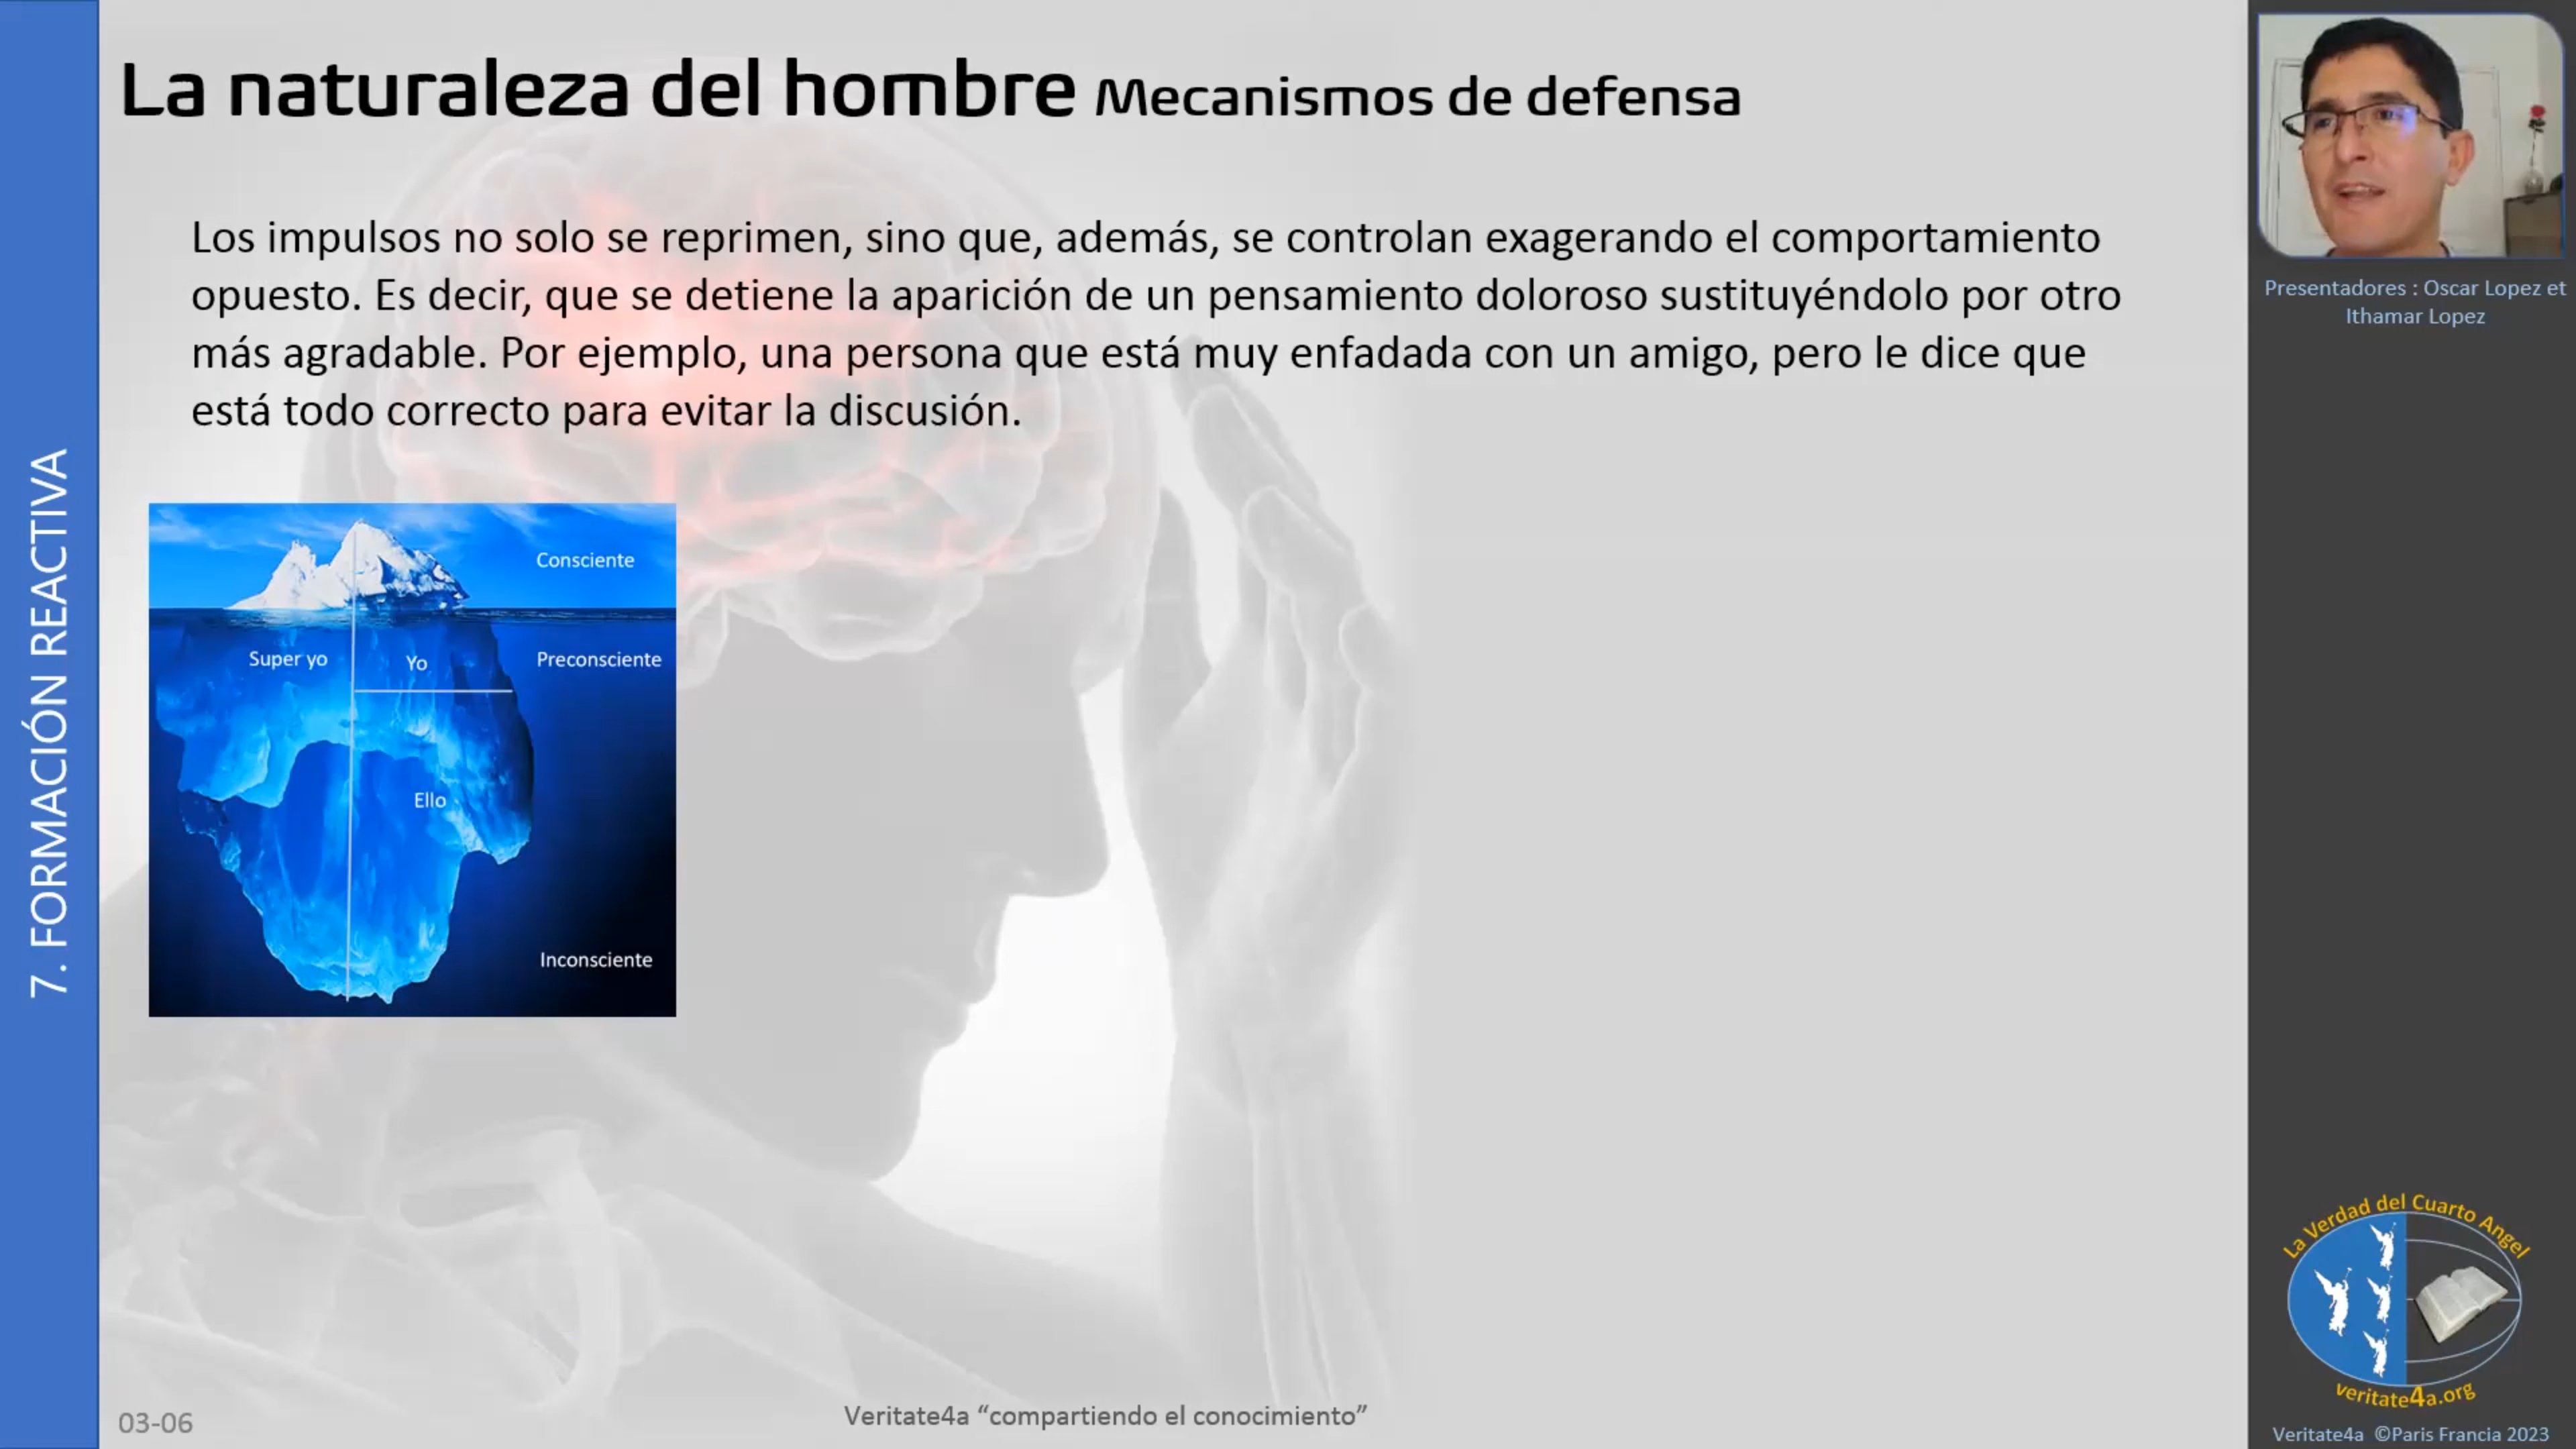 La naturaleza del hombre Mecanismos de defensa
Los impulsos no solo se reprimen, sino que, además, se controlan exagerando el comportamiento
opuesto. Es decir, que se detiene la aparición de un pensamiento doloroso sustituyéndolo por otro
más agradable. Por ejemplo, una persona que está muy enfadada con un amigo, pero le dice que
está todo correcto para evitar la discusión.
7. FORMACIÓN REACTIVA
Consciente
Super yo
Yo
Preconsciente
Ello
Inconsciente
03-06
Veritate4a “compartiendo el conocimiento”
Presentadores : Oscar Lopez et
Ithamar Lopez
La Verdad del Cuarto Angel
veritate4a.org
Veritate4a ©Paris Francia 2023